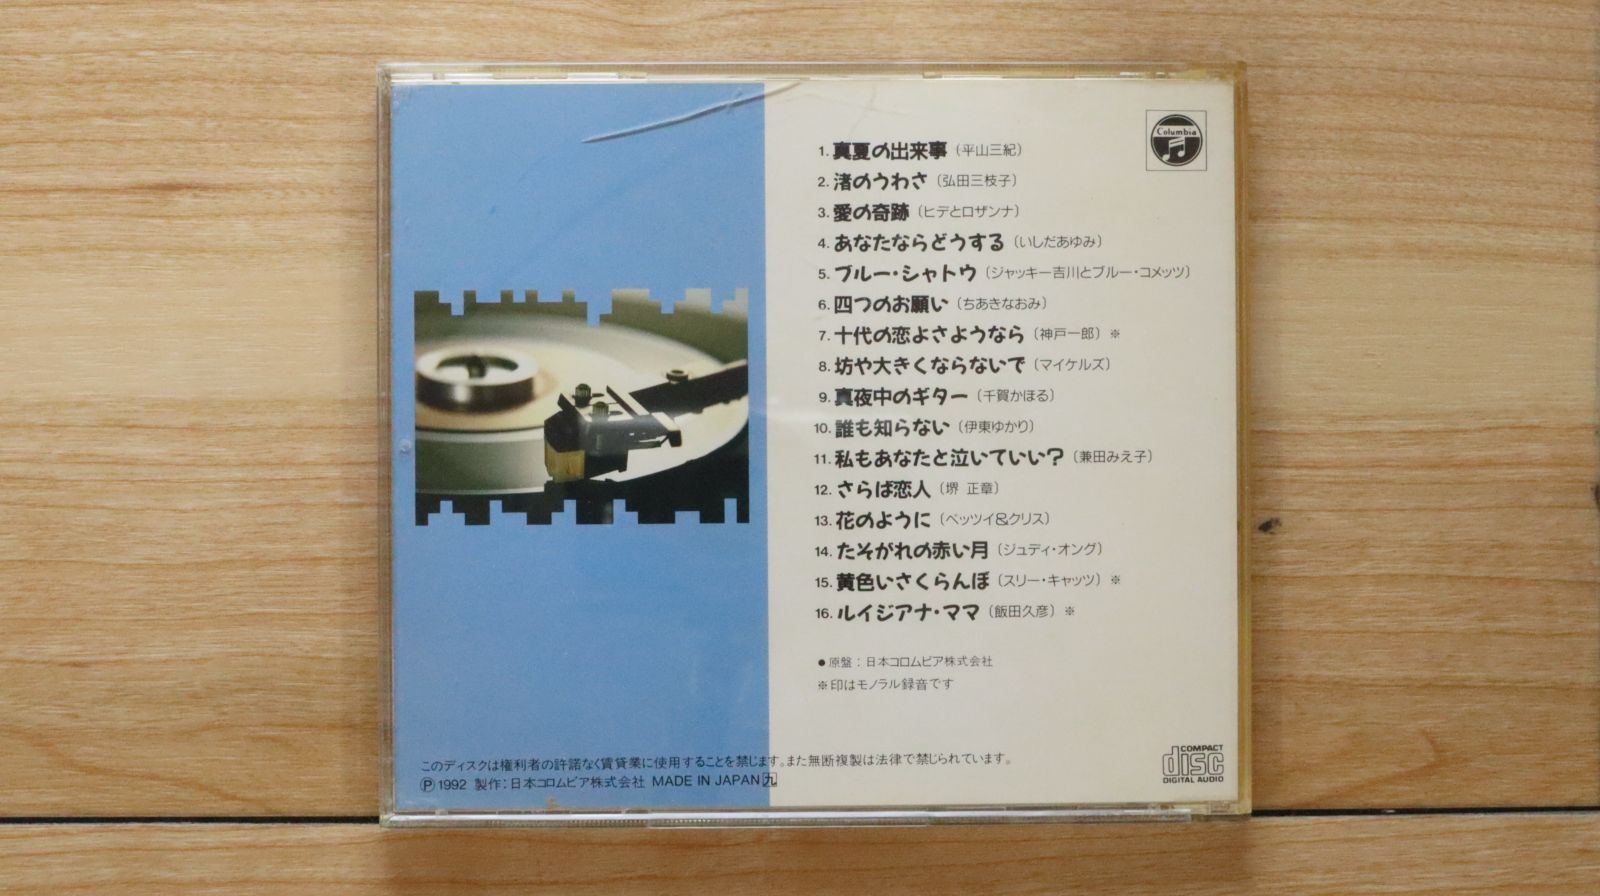 Columbia
1. 真夏の出来事(平山三紀)
2. 渚のうわさ(弘田三枝子)
3. 愛の奇跡(ヒデとロザンナ)
4. あなたならどうする(いしだあゆみ)
5. ブルー・シャトウ(ジャッキー吉川とブルー・コメッツ)
6. 四つのお願い(ちあきなおみ)
7. 十代の恋よさようなら(神戸一郎)※
8. 坊や大きくならないで(マイケルズ)
9. 真夜中のギター(千賀かほる)
10. 誰も知らない(伊東ゆかり)
11. 私もあなたと泣いていい?(兼田みえ子)
12. さらば恋人(堺 正章)
13. 花のように(ベッツイ&クリス)
14. たそがれの赤い月(ジュディ・オング)
15. 黄色いさくらんぼ(スリー・キャッツ)※
16. ルイジアナ・ママ(飯田久彦)※
●原盤:日本コロムビア株式会社
※印はモノラル録音です
このディスクは権利者の許諾なく賃貸業に使用することを禁じます。また無断複製は法律で禁じられています。
Ⓟ1992 製作:日本コロムビア株式会社 MADE IN JAPAN 九
COMPACT
disc
DIGITAL AUDIO